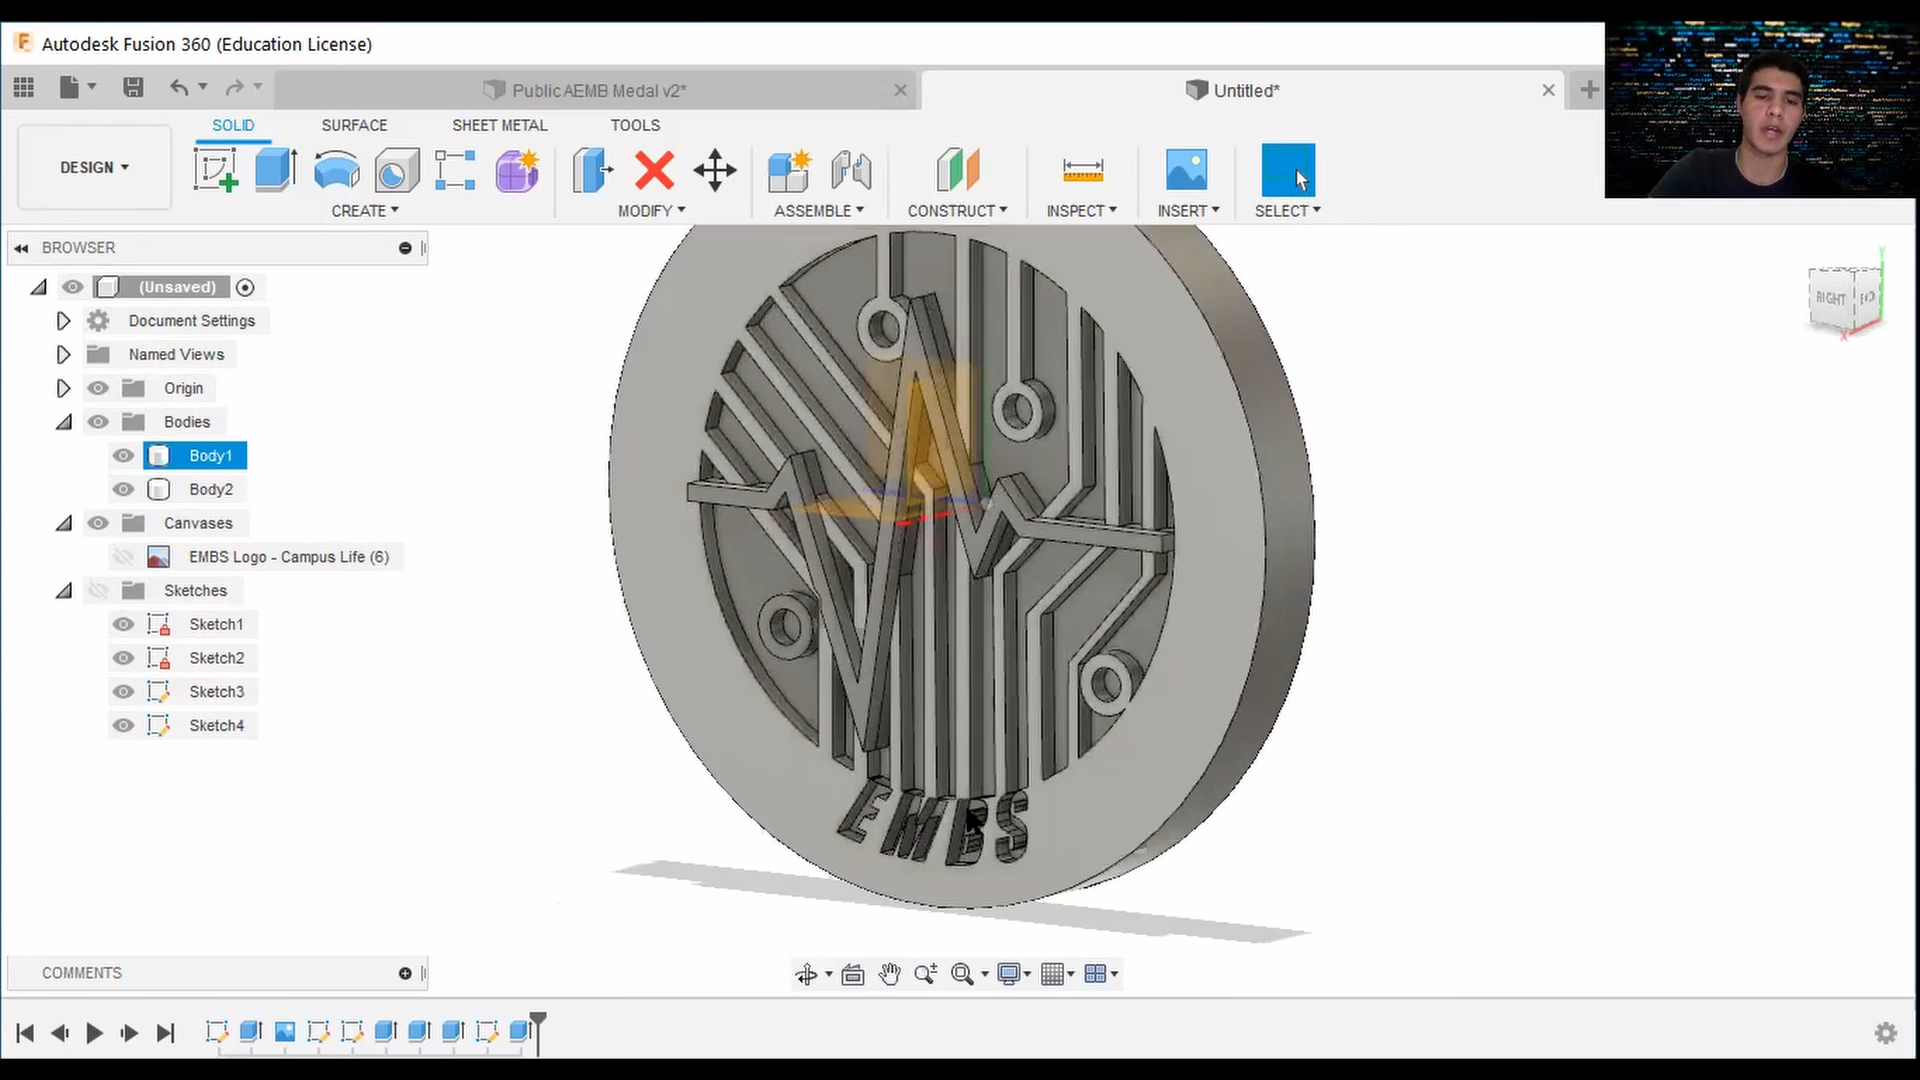 Autodesk Fusion 360 (Education License)
Public AEMB Medal v2*
Untitled*
SOLID SURFACE SHEET METAL TOOLS
DESIGN
CREATE MODIFY ASSEMBLE CONSTRUCT INSPECT INSERT SELECT
BROWSER
(Unsaved)
Document Settings
Named Views
Origin
Bodies
Body1
Body2
Canvases
EMBS Logo - Campus Life (6)
Sketches
Sketch1
Sketch2
Sketch3
Sketch4
RIGHT
Y
X
EMBS
COMMENTS